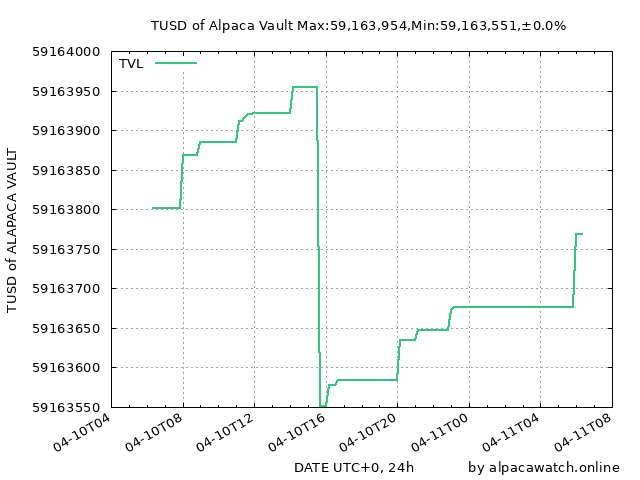 TUSD of Alpaca Vault Max:59,163,954,Min:59,163,551,±0.0%
TVL
59164000
59163950
59163900
59163850
59163800
59163750
59163700
59163650
59163600
59163550
TUSD of ALAPACA VAULT
04-10T04
04-10T08
04-10T12
04-10T16
04-10T20
04-11T00
04-11T04
04-11T08
DATE UTC+0, 24h
by alpacawatch.online